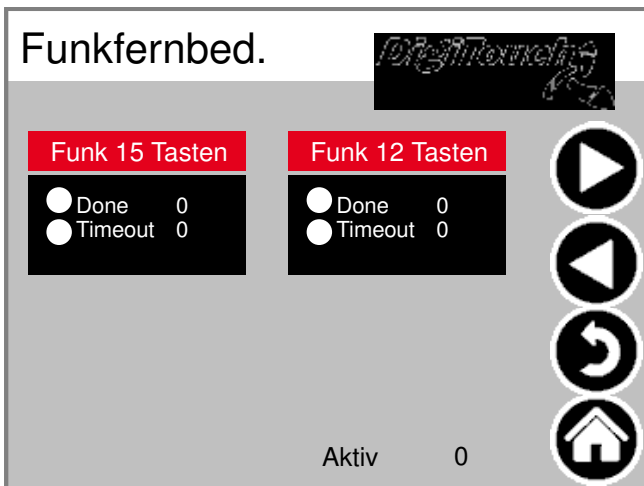 Funkfernbed.
DigiTouch
Funk 15 Tasten
Done 0
Timeout 0
Funk 12 Tasten
Done 0
Timeout 0
Aktiv 0